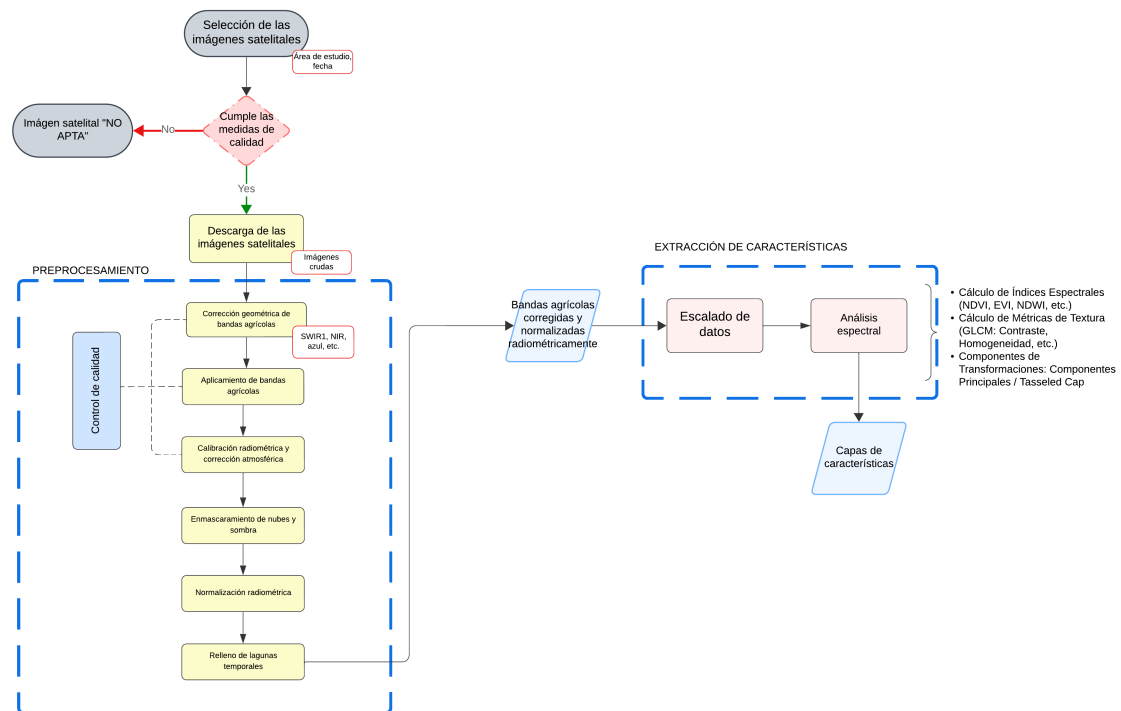 Selección de las
imágenes satelitales
Área de estudio,
fecha
Cumple las
medidas de
calidad
No
Imágen satelital "NO
APTA"
Yes
Descarga de las
imágenes satelitales
Imágenes
crudas
PREPROCESAMIENTO
Corrección geométrica de
bandas agrícolas
SWIR1, NIR,
azul, etc.
Control de calidad
Aplicamiento de bandas
agrícolas
Calibración radiométrica y
corrección atmosférica
Enmascaramiento de nubes y
sombra
Normalización radiométrica
Relleno de lagunas
temporales
Bandas agrícolas
corregidas y
normalizadas
radiométricamente
EXTRACCIÓN DE CARACTERÍSTICAS
Escalado de
datos
Análisis
espectral
• Cálculo de Índices Espectrales
(NDVI, EVI, NDWI, etc.)
• Cálculo de Métricas de Textura
(GLCM: Contraste,
Homogeneidad, etc.)
• Componentes de
Transformaciones: Componentes
Principales / Tasseled Cap
Capas de
características